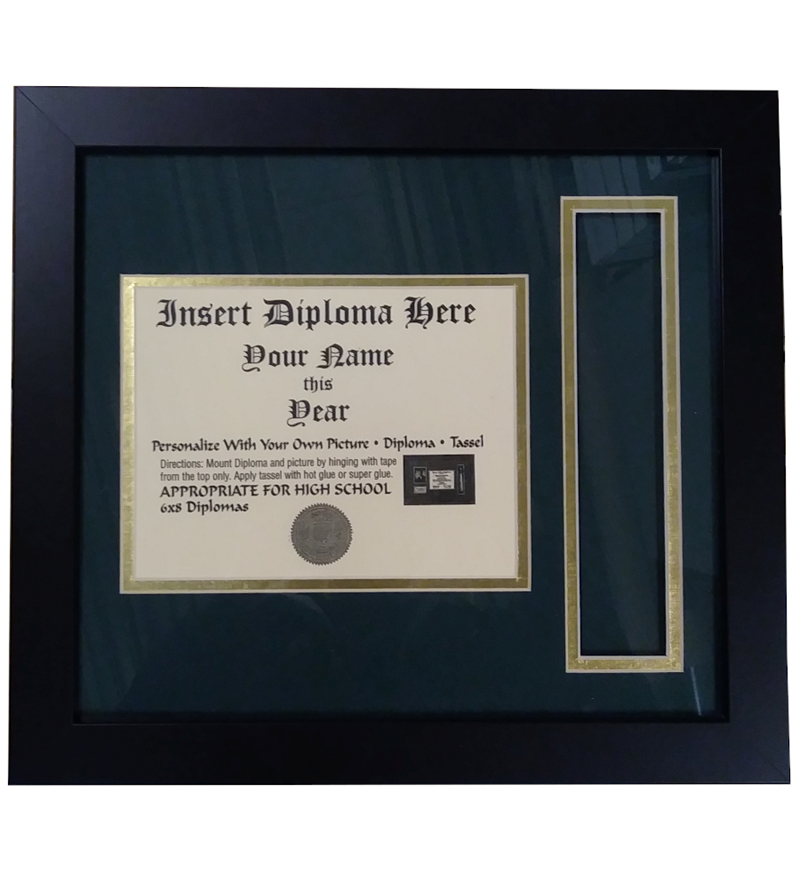 Insert Diploma Here
Your Name
this
Year
Personalize With Your Own Picture • Diploma • Tassel
Directions: Mount Diploma and picture by hinging with tape
from the top only. Apply tassel with hot glue or super glue.
APPROPRIATE FOR HIGH SCHOOL
6x8 Diplomas